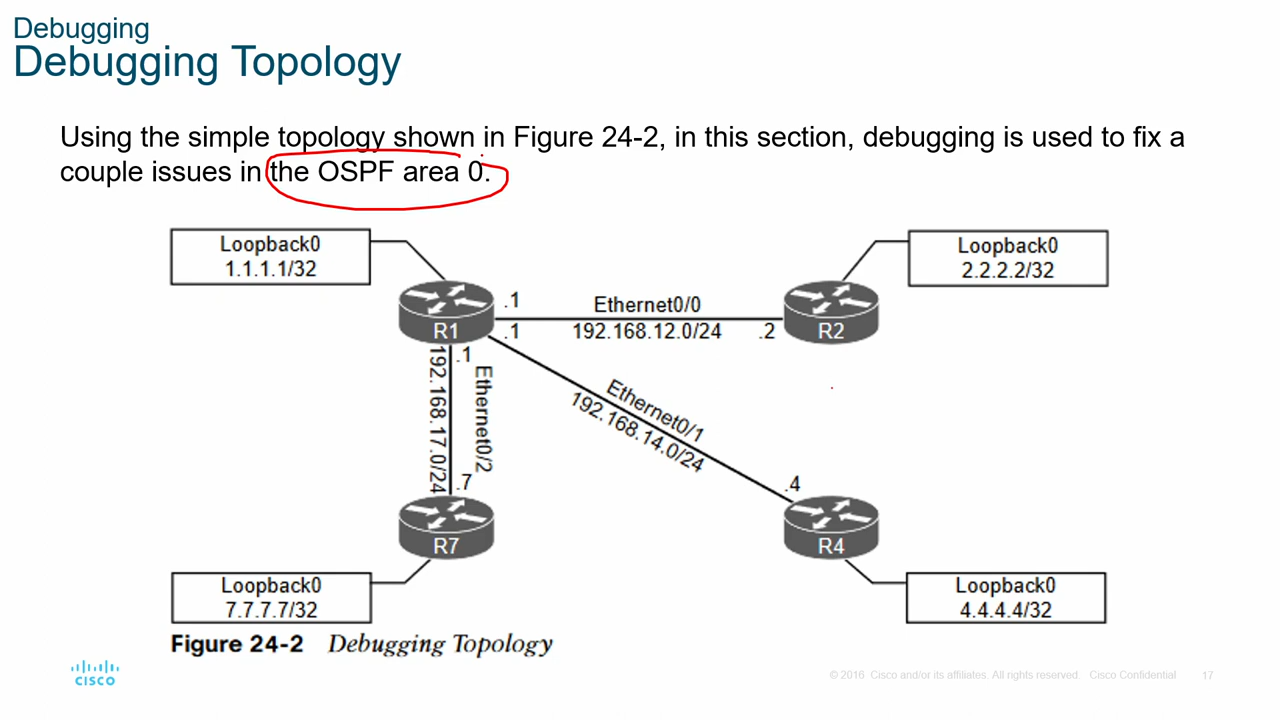 Debugging
Debugging Topology
Using the simple topology shown in Figure 24-2, in this section, debugging is used to fix a
couple issues in the OSPF area 0.
Loopback0
1.1.1.1/32
Loopback0
2.2.2.2/32
.1
Ethernet0/0
R1
.1
192.168.12.0/24
.2
R2
.1
192.168.17.0/24
Ethernet0/2
Ethernet0/1
192.168.14.0/24
.7
.4
R7
R4
Loopback0
7.7.7.7/32
Loopback0
4.4.4.4/32
Figure 24-2 Debugging Topology
CISCO
© 2016 Cisco and/or its affiliates. All rights reserved. Cisco Confidential
17